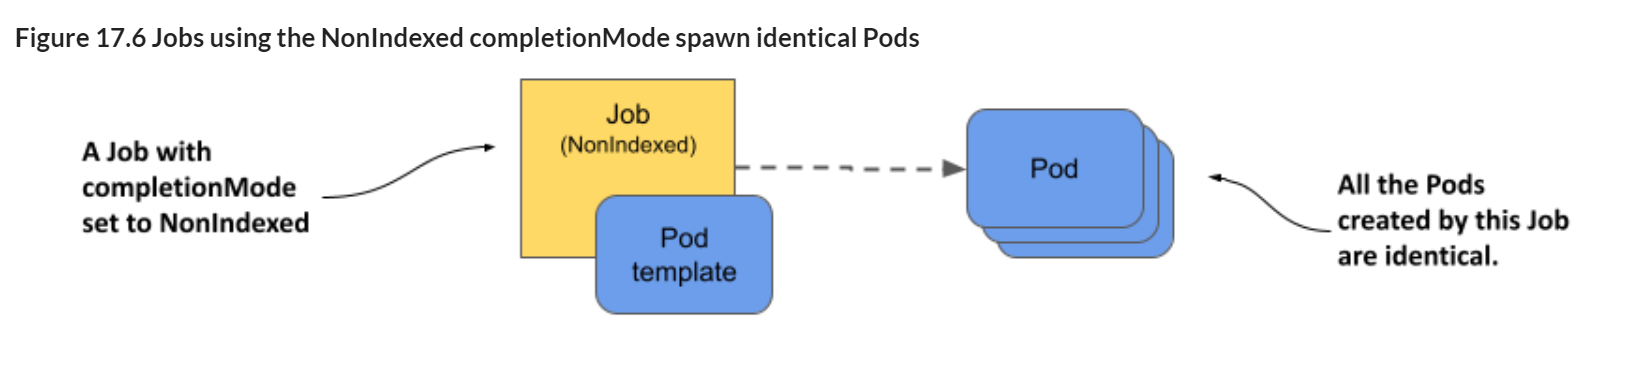 Figure 17.6 Jobs using the NonIndexed completionMode spawn identical Pods
A Job with
completionMode
set to NonIndexed
Job
(NonIndexed)
Pod
template
Pod
All the Pods
created by this Job
are identical.